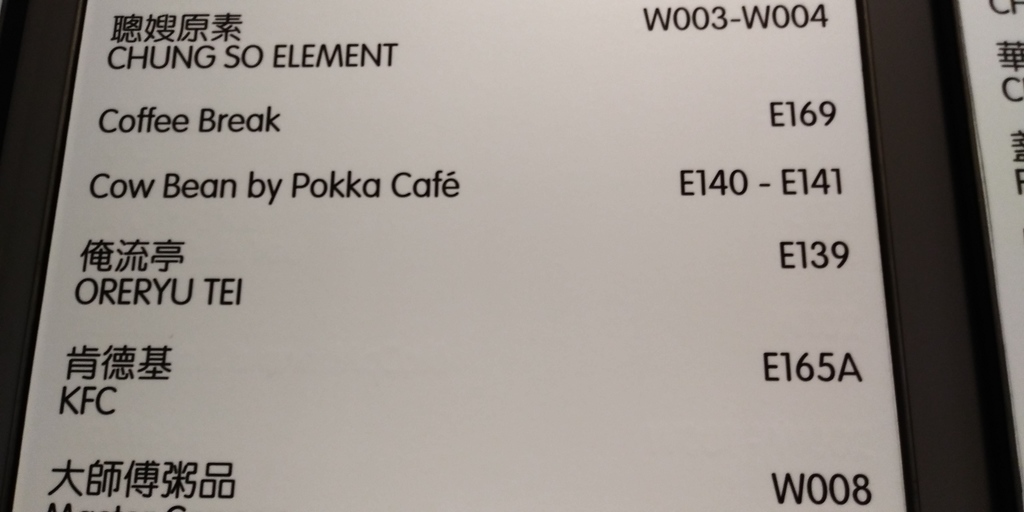 聰嫂原素 W003-W004
CHUNG SO ELEMENT
Coffee Break E169
Cow Bean by Pokka Café E140 - E141
俺流亭 E139
ORERYU TEI
肯德基 E165A
KFC
大師傅粥品 W008